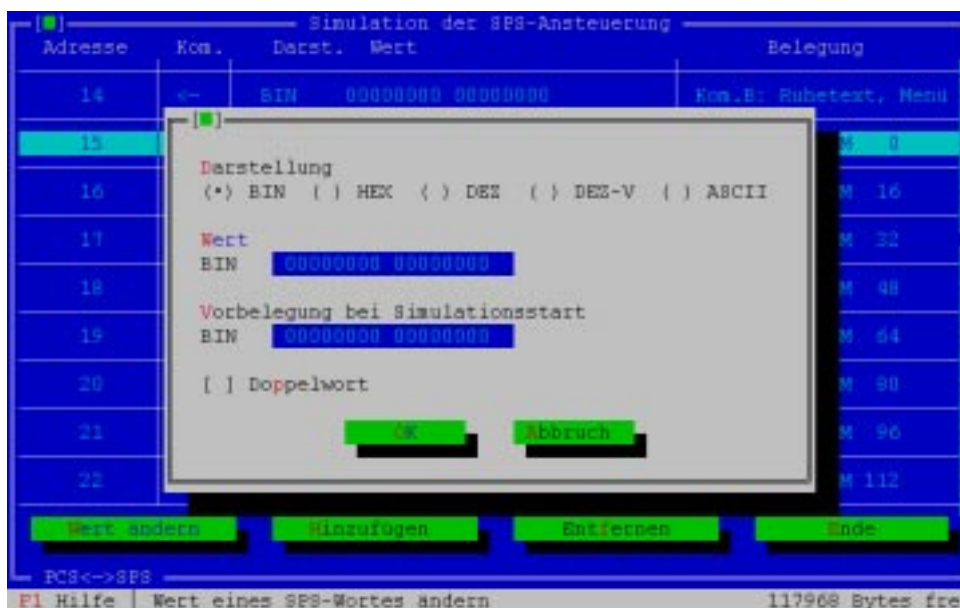 Simulation der SPS-Ansteuerung
Adresse Kom. Darst. Wert Belegung
14 <- BIN 00000000 00000000 Kom.B: Ruhetext, Menu
15 M 0
Darstellung
16 (•) BIN ( ) HEX ( ) DEZ ( ) DEZ-V ( ) ASCII M 16
17 Wert M 32
BIN 00000000 00000000
18 M 48
Vorbelegung bei Simulationsstart
19 BIN 00000000 00000000 M 64
20 [ ] Doppelwort M 80
21 OK Abbruch M 96
22 M 112
Wert ändern Hinzufügen Entfernen Ende
PCS<->SPS
F1 Hilfe | Wert eines SPS-Wortes ändern 117968 Bytes fre